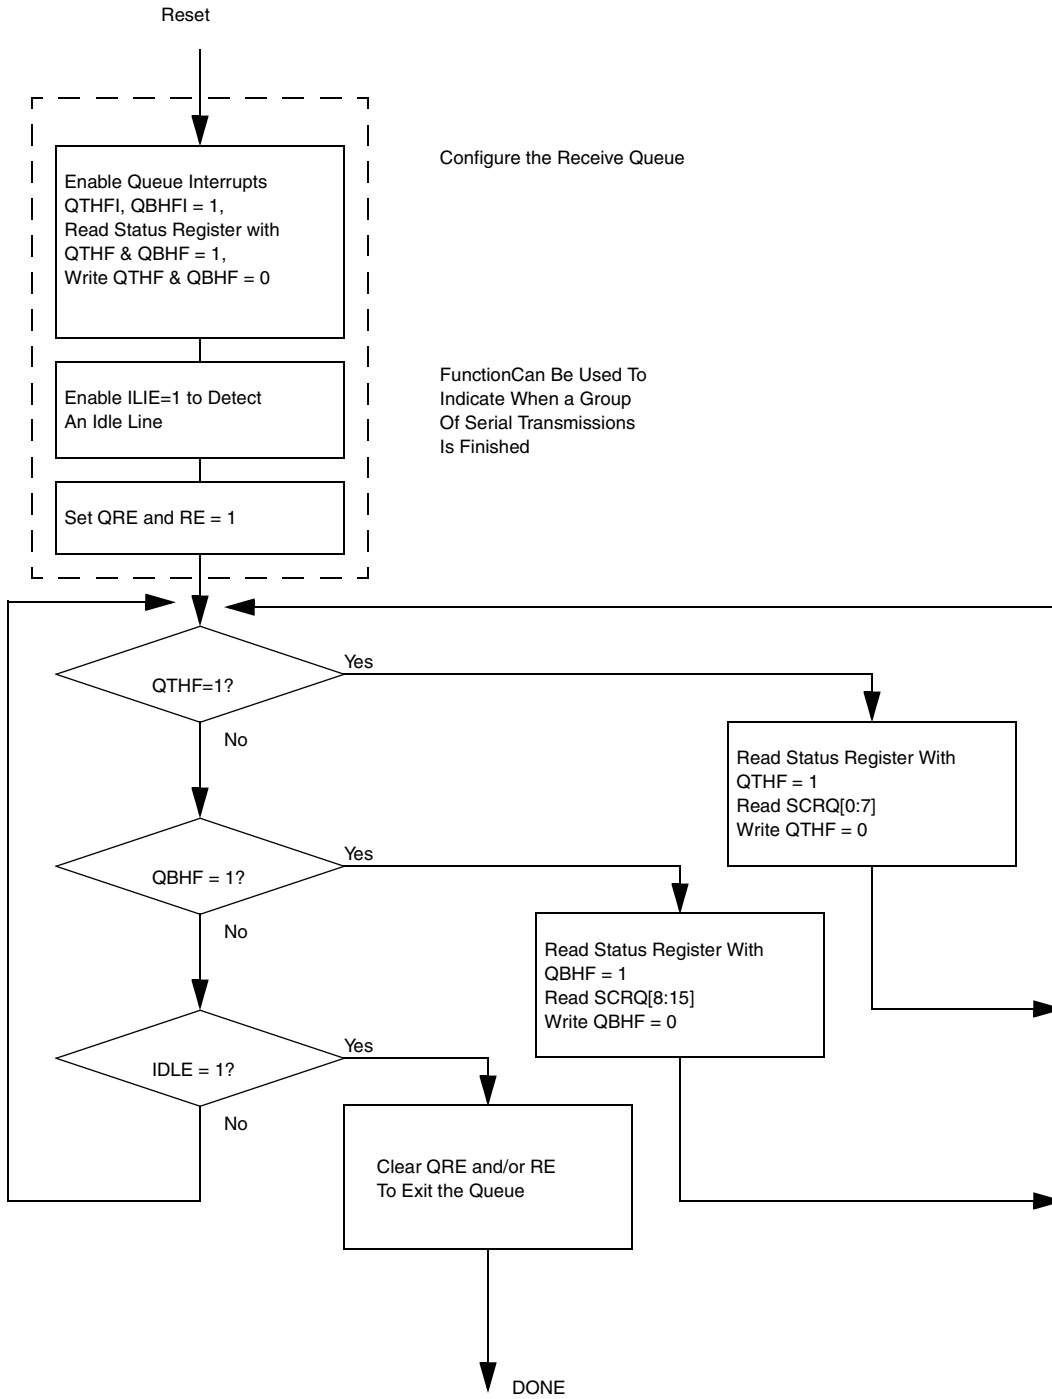 Reset
Configure the Receive Queue
Enable Queue Interrupts
QTHFI, QBHFI = 1,
Read Status Register with
QTHF & QBHF = 1,
Write QTHF & QBHF = 0
FunctionCan Be Used To
Indicate When a Group
Of Serial Transmissions
Is Finished
Enable ILIE=1 to Detect
An Idle Line
Set QRE and RE = 1
QTHF=1?
Yes
No
Read Status Register With
QTHF = 1
Read SCRQ[0:7]
Write QTHF = 0
QBHF = 1?
Yes
No
Read Status Register With
QBHF = 1
Read SCRQ[8:15]
Write QBHF = 0
IDLE = 1?
Yes
No
Clear QRE and/or RE
To Exit the Queue
DONE